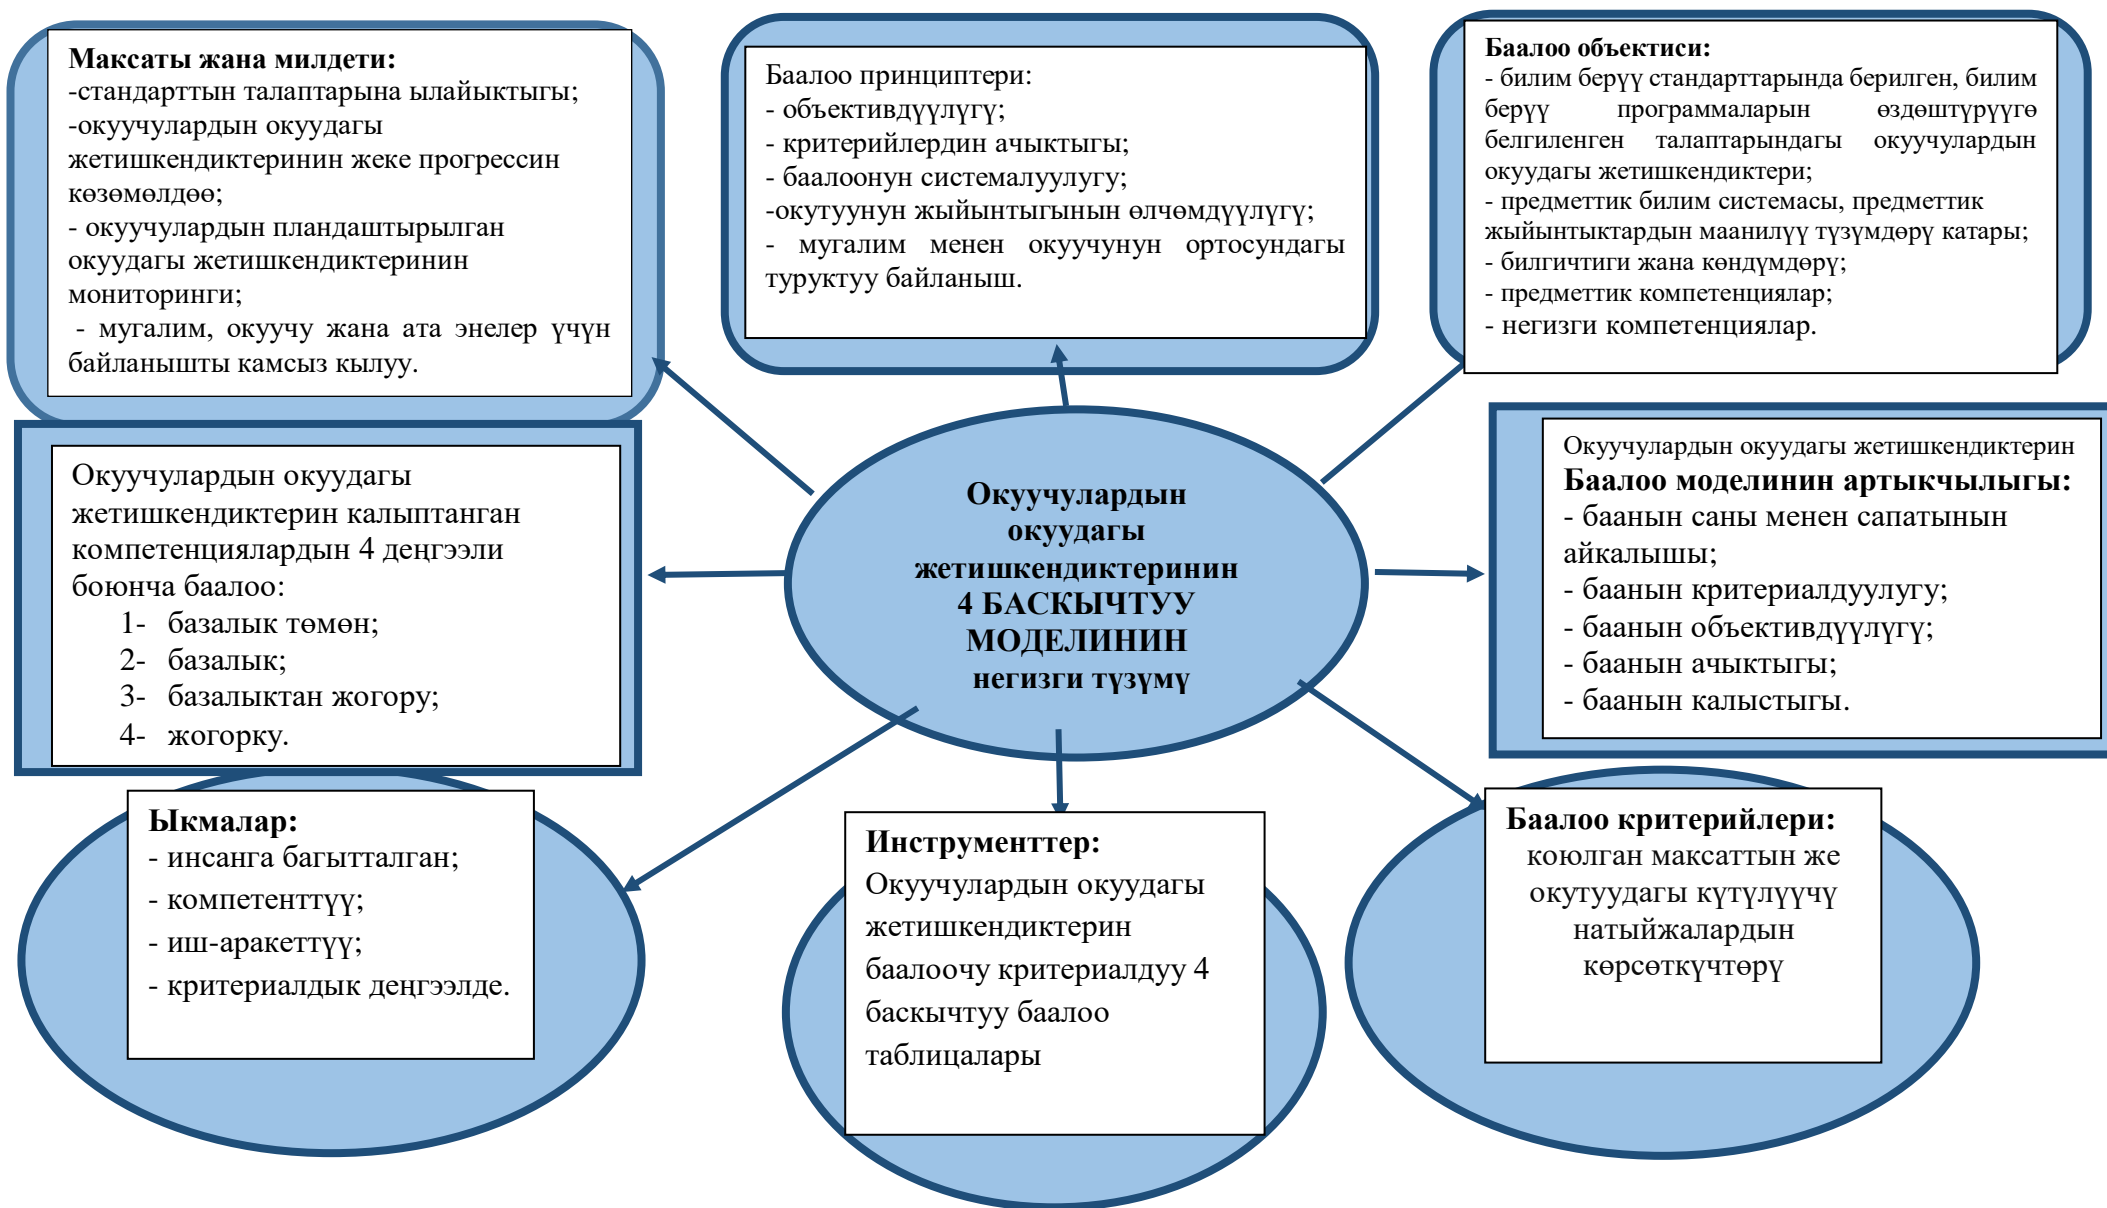 Максаты жана милдети:
-стандарттын талаптарына ылайыктыгы;
-окуучулардын окуудагы
жетишкендиктеринин жеке прогрессин
көзөмөлдөө;
- окуучулардын пландаштырылган
окуудагы жетишкендиктеринин
мониторинги;
- мугалим, окуучу жана ата энелер үчүн
байланышты камсыз кылуу.
Баалоо принциптери:
- объективдүүлүгү;
- критерийлердин ачыктыгы;
- баалоонун системалуулугу;
-окутуунун жыйынтыгынын өлчөмдүүлүгү;
- мугалим менен окуучунун ортосундагы
туруктуу байланыш.
Баалоо объектиси:
- билим берүү стандарттарында берилген, билим
берүү программаларын өздөштүрүүгө
белгиленген талаптарындагы окуучулардын
окуудагы жетишкендиктери;
- предметтик билим системасы, предметтик
жыйынтыктардын маанилүү түзүмдөрү катары;
- билгичтиги жана көндүмдөрү;
- предметтик компетенциялар;
- негизги компетенциялар.
Окуучулардын окуудагы
жетишкендиктерин калыптанган
компетенциялардын 4 деңгээли
боюнча баалоо:
1- базалык төмөн;
2- базалык;
3- базалыктан жогору;
4- жогорку.
Окуучулардын
окуудагы
жетишкендиктеринин
4 БАСКЫЧТУУ
МОДЕЛИНИН
негизги түзүмү
Окуучулардын окуудагы жетишкендиктерин
Баалоо моделинин артыкчылыгы:
- баанын саны менен сапатынын
айкалышы;
- баанын критериалдуулугу;
- баанын объективдүүлүгү;
- баанын ачыктыгы;
- баанын калыстыгы.
Ыкмалар:
- инсанга багытталган;
- компетенттүү;
- иш-аракеттүү;
- критериалдык деңгээлде.
Инструменттер:
Окуучулардын окуудагы
жетишкендиктерин
баалоочу критериалдуу 4
баскычтуу баалоо
таблицалары
Баалоо критерийлери:
коюлган максаттын же
окутуудагы күтүлүүчү
натыйжалардын
көрсөткүчтөрү